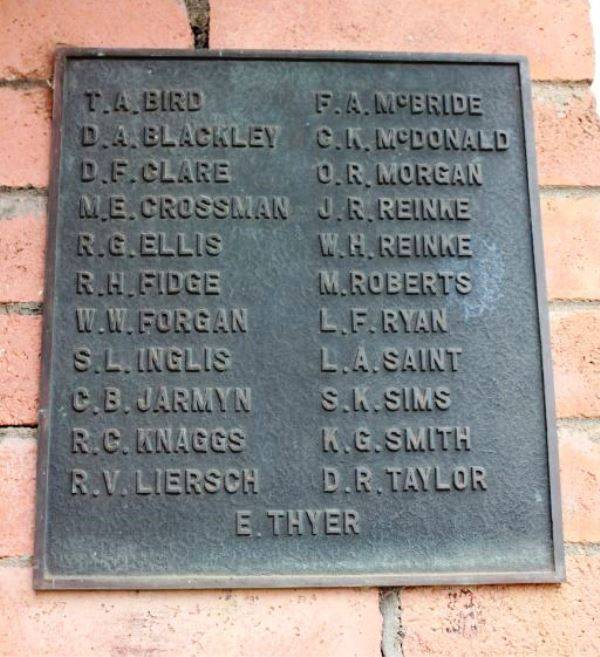 T.A. BIRD
D.A. BLACKLEY
D.F. CLARE
M.E. CROSSMAN
R.G. ELLIS
R.H. FIDGE
W.W. FORGAN
S.L. INGLIS
C.B. JARMYN
R.C. KNAGGS
R.V. LIERSCH
F.A. McBRIDE
C.K. McDONALD
O.R. MORGAN
J.R. REINKE
W.H. REINKE
M. ROBERTS
L.F. RYAN
L.A. SAINT
S.K. SIMS
K.G. SMITH
D.R. TAYLOR
E. THYER